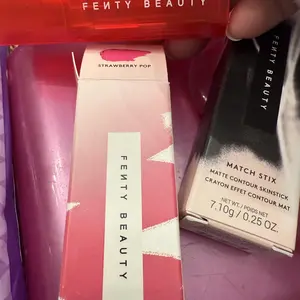 FENTY BEAUTY
STRAWBERRY POP
FENTY BEAUTY
FENTY BEAUTY
MATCH STIX
MATTE CONTOUR SKINSTICK
CRAYON EFFET CONTOUR MAT
NET WT. / POIDS NET
7.10g / 0.25 OZ.